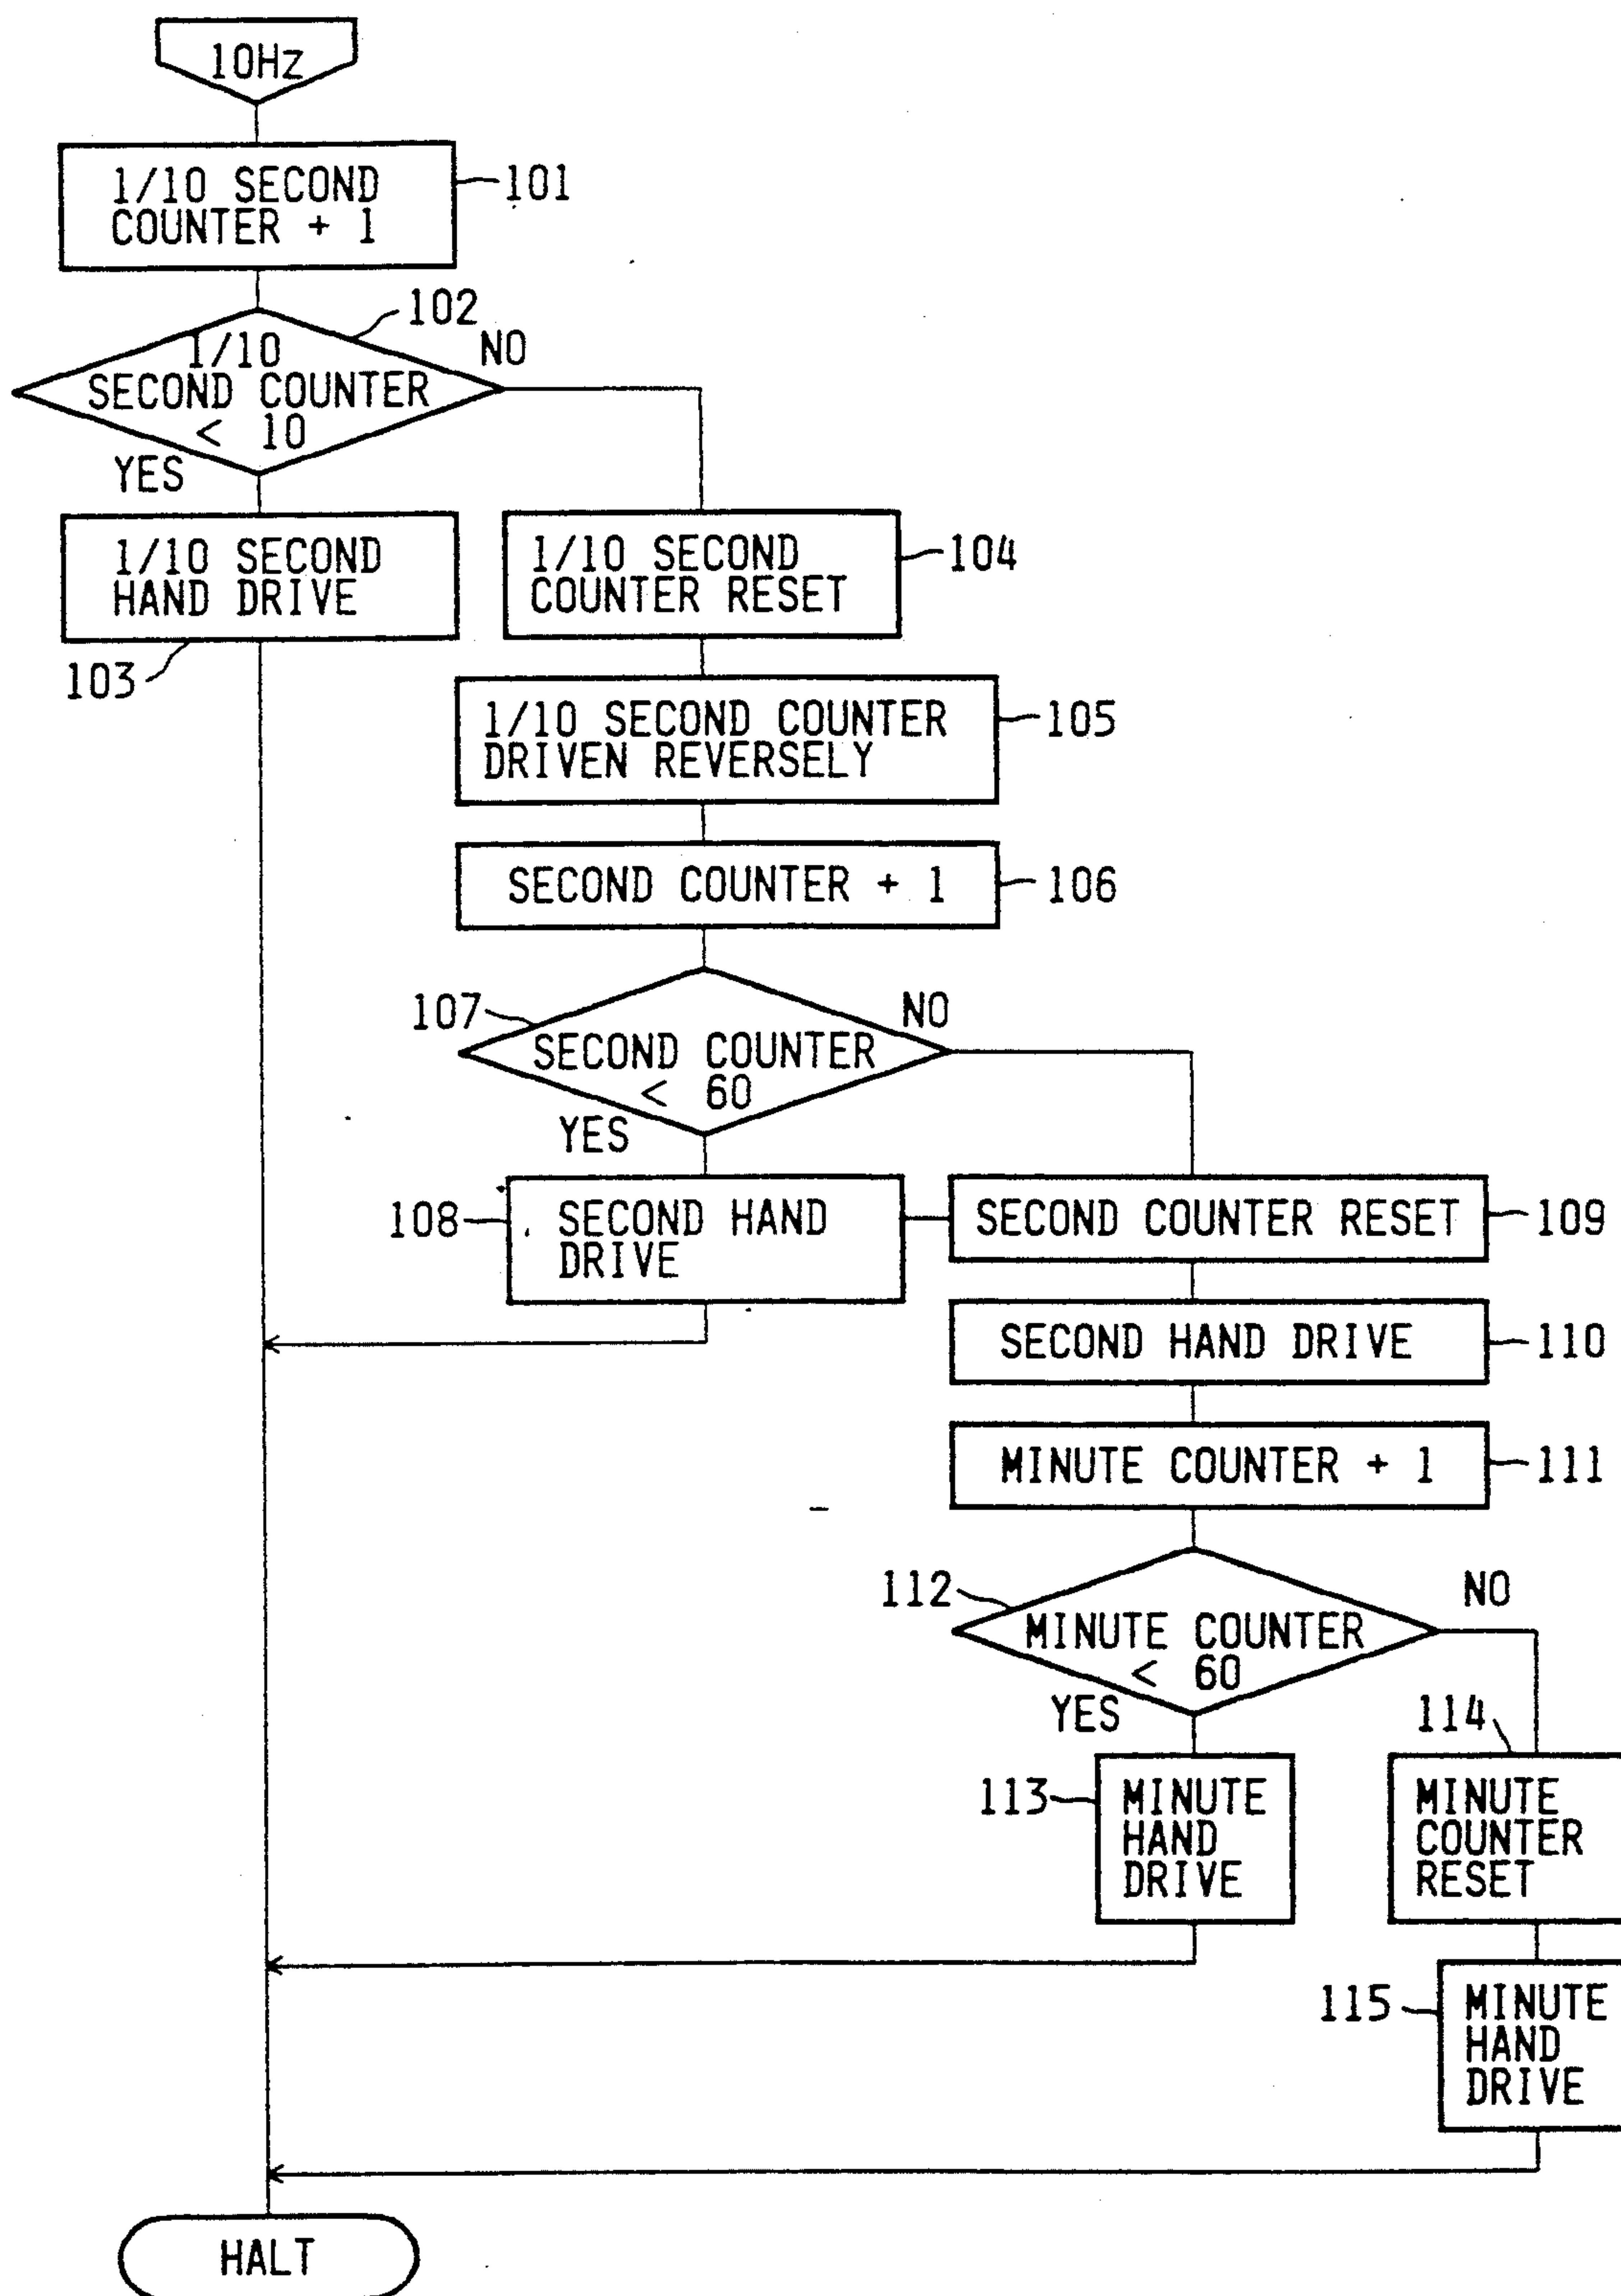 10Hz
1/10 SECOND
COUNTER + 1
101
102
1/10
SECOND COUNTER
< 10
NO
YES
1/10 SECOND
HAND DRIVE
103
1/10 SECOND
COUNTER RESET
104
1/10 SECOND COUNTER
DRIVEN REVERSELY
105
SECOND COUNTER + 1
106
107
SECOND COUNTER
< 60
NO
YES
108
SECOND HAND
DRIVE
SECOND COUNTER RESET
109
SECOND HAND DRIVE
110
MINUTE COUNTER + 1
111
112
MINUTE COUNTER
< 60
NO
YES
113
MINUTE
HAND
DRIVE
114
MINUTE
COUNTER
RESET
115
MINUTE
HAND
DRIVE
HALT